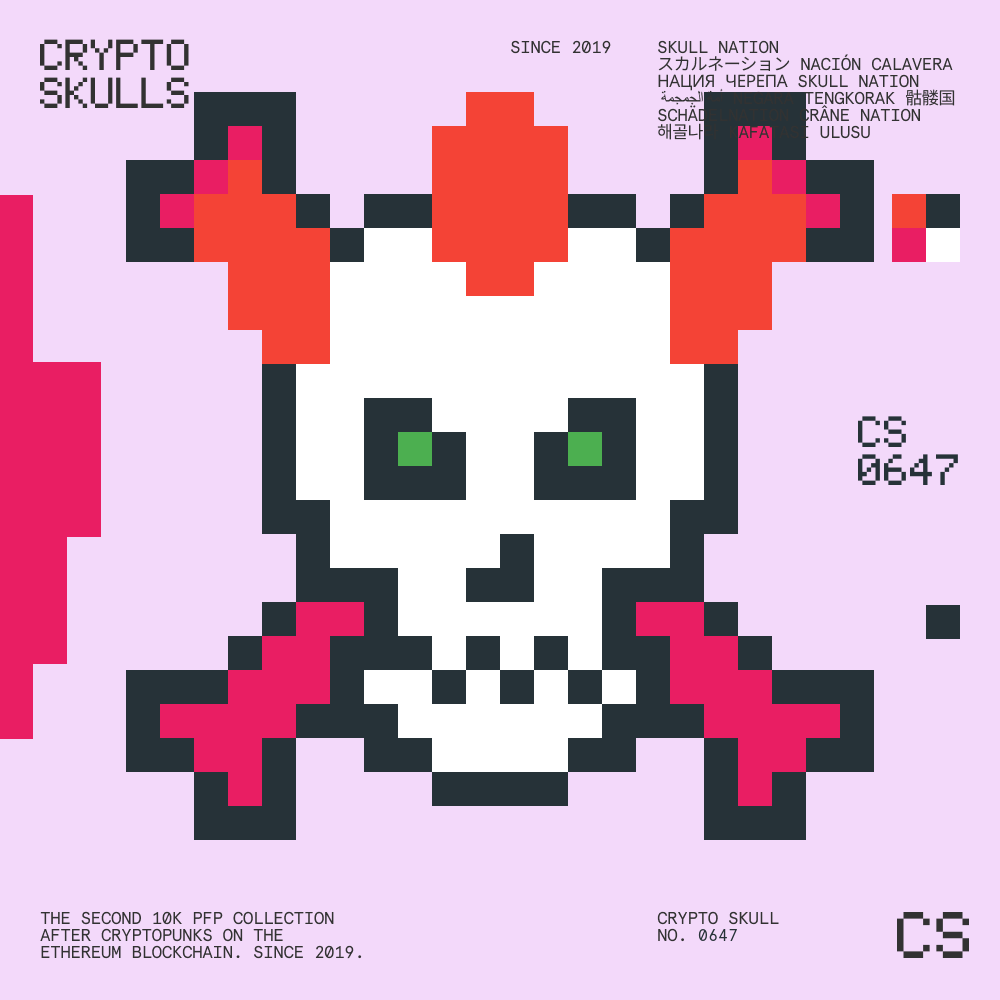 CRYPTO
SKULLS
SINCE 2019
SKULL NATION
スカルネーション NACIÓN CALAVERA
НАЦИЯ ЧЕРЕПА SKULL NATION
الجمجمة TENGKORAK 骷髅国
CRÂNE NATION
ULUSU
CS
0647
THE SECOND 10K PFP COLLECTION
AFTER CRYPTOPUNKS ON THE
ETHEREUM BLOCKCHAIN. SINCE 2019.
CRYPTO SKULL
NO. 0647
CS